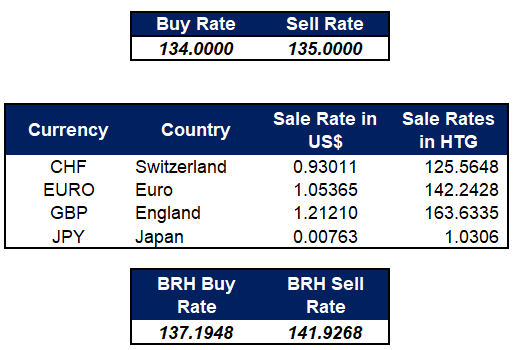 Buy Rate Sell Rate
134.0000 135.0000
Currency Country Sale Rate in US$ Sale Rates in HTG
CHF Switzerland 0.93011 125.5648
EURO Euro 1.05365 142.2428
GBP England 1.21210 163.6335
JPY Japan 0.00763 1.0306
BRH Buy Rate BRH Sell Rate
137.1948 141.9268